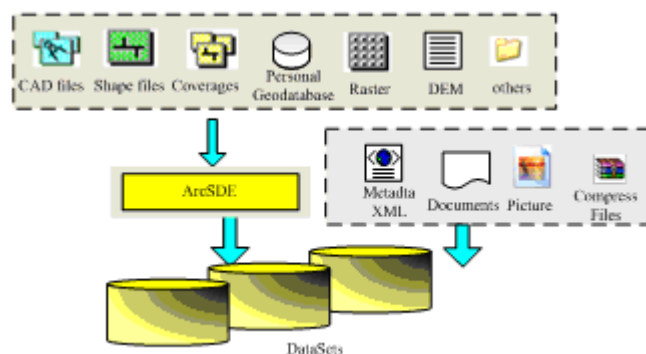 CAD files Shape files Coverages Personal Geodatabase Raster DEM others
ArcSDE
Metadta XML Documents Picture Compress Files
DataSets